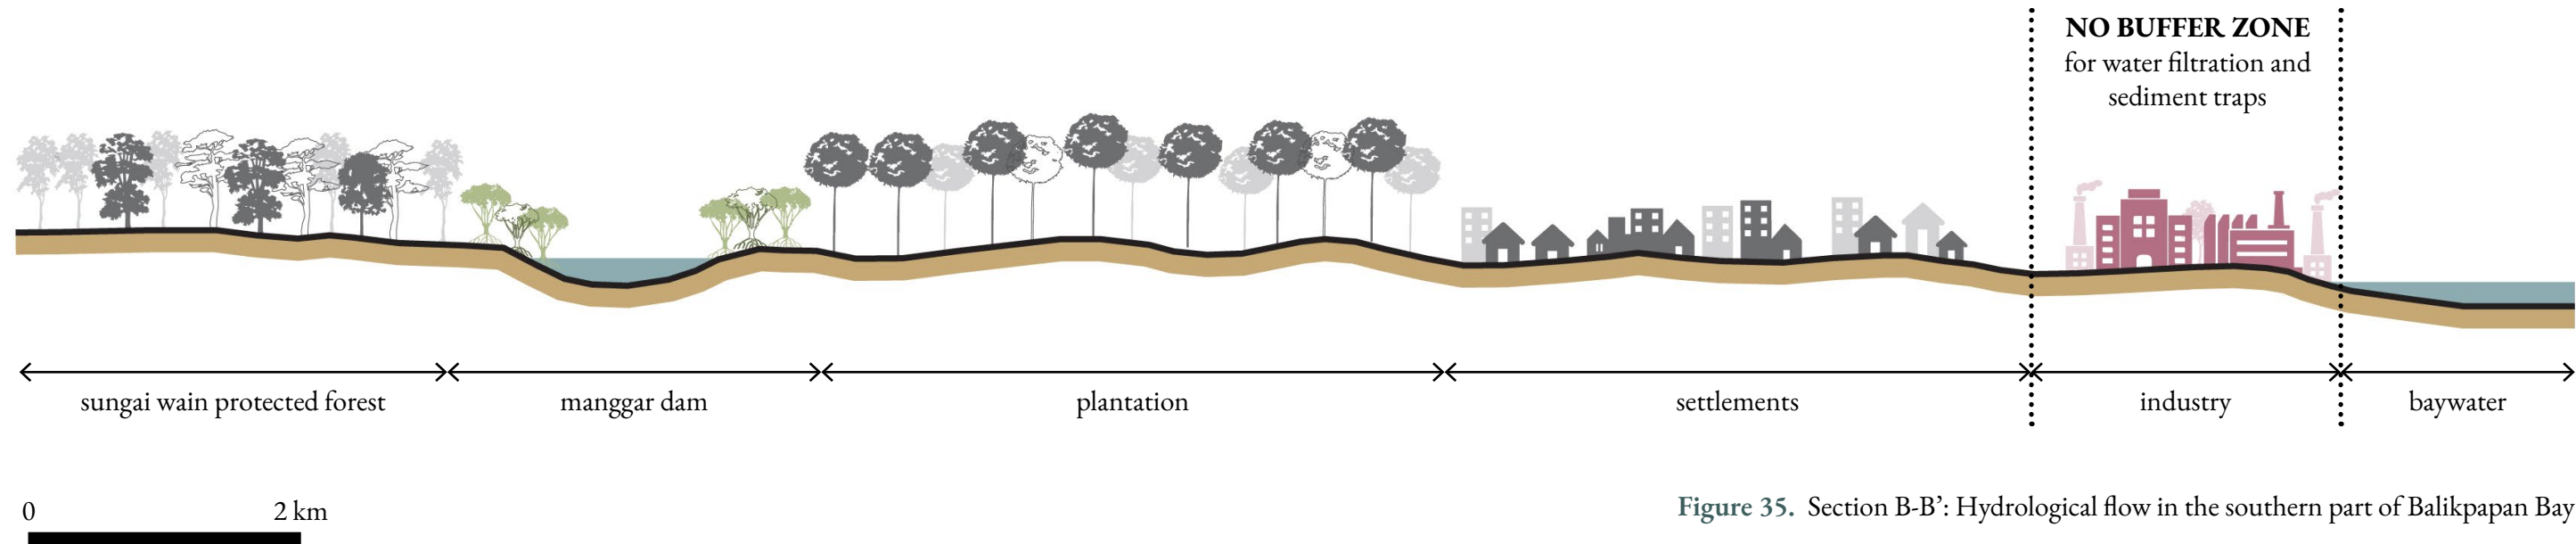 NO BUFFER ZONE
for water filtration and
sediment traps
sungai wain protected forest
manggar dam
plantation
settlements
industry
baywater
0
2 km
Figure 35. Section B-B’: Hydrological flow in the southern part of Balikpapan Bay